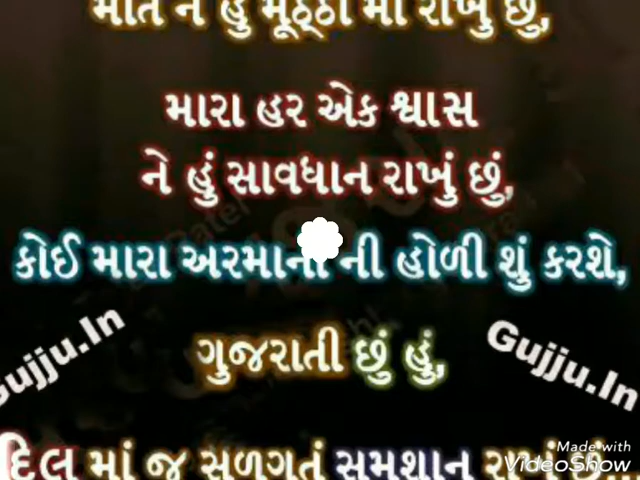 મોત ને હું મૂઠ્ઠી માં રાખું છું,
મારા હર એક શ્વાસ
ને હું સાવધાન રાખું છું,
કોઈ મારા અરમાનો ની હોળી શું કરશે,
Gujju.In
Gujju.In
ગુજરાતી છું હું,
દિલ માં જ સળગતું સમશાન રાખું છું..
Made with
VideoShow